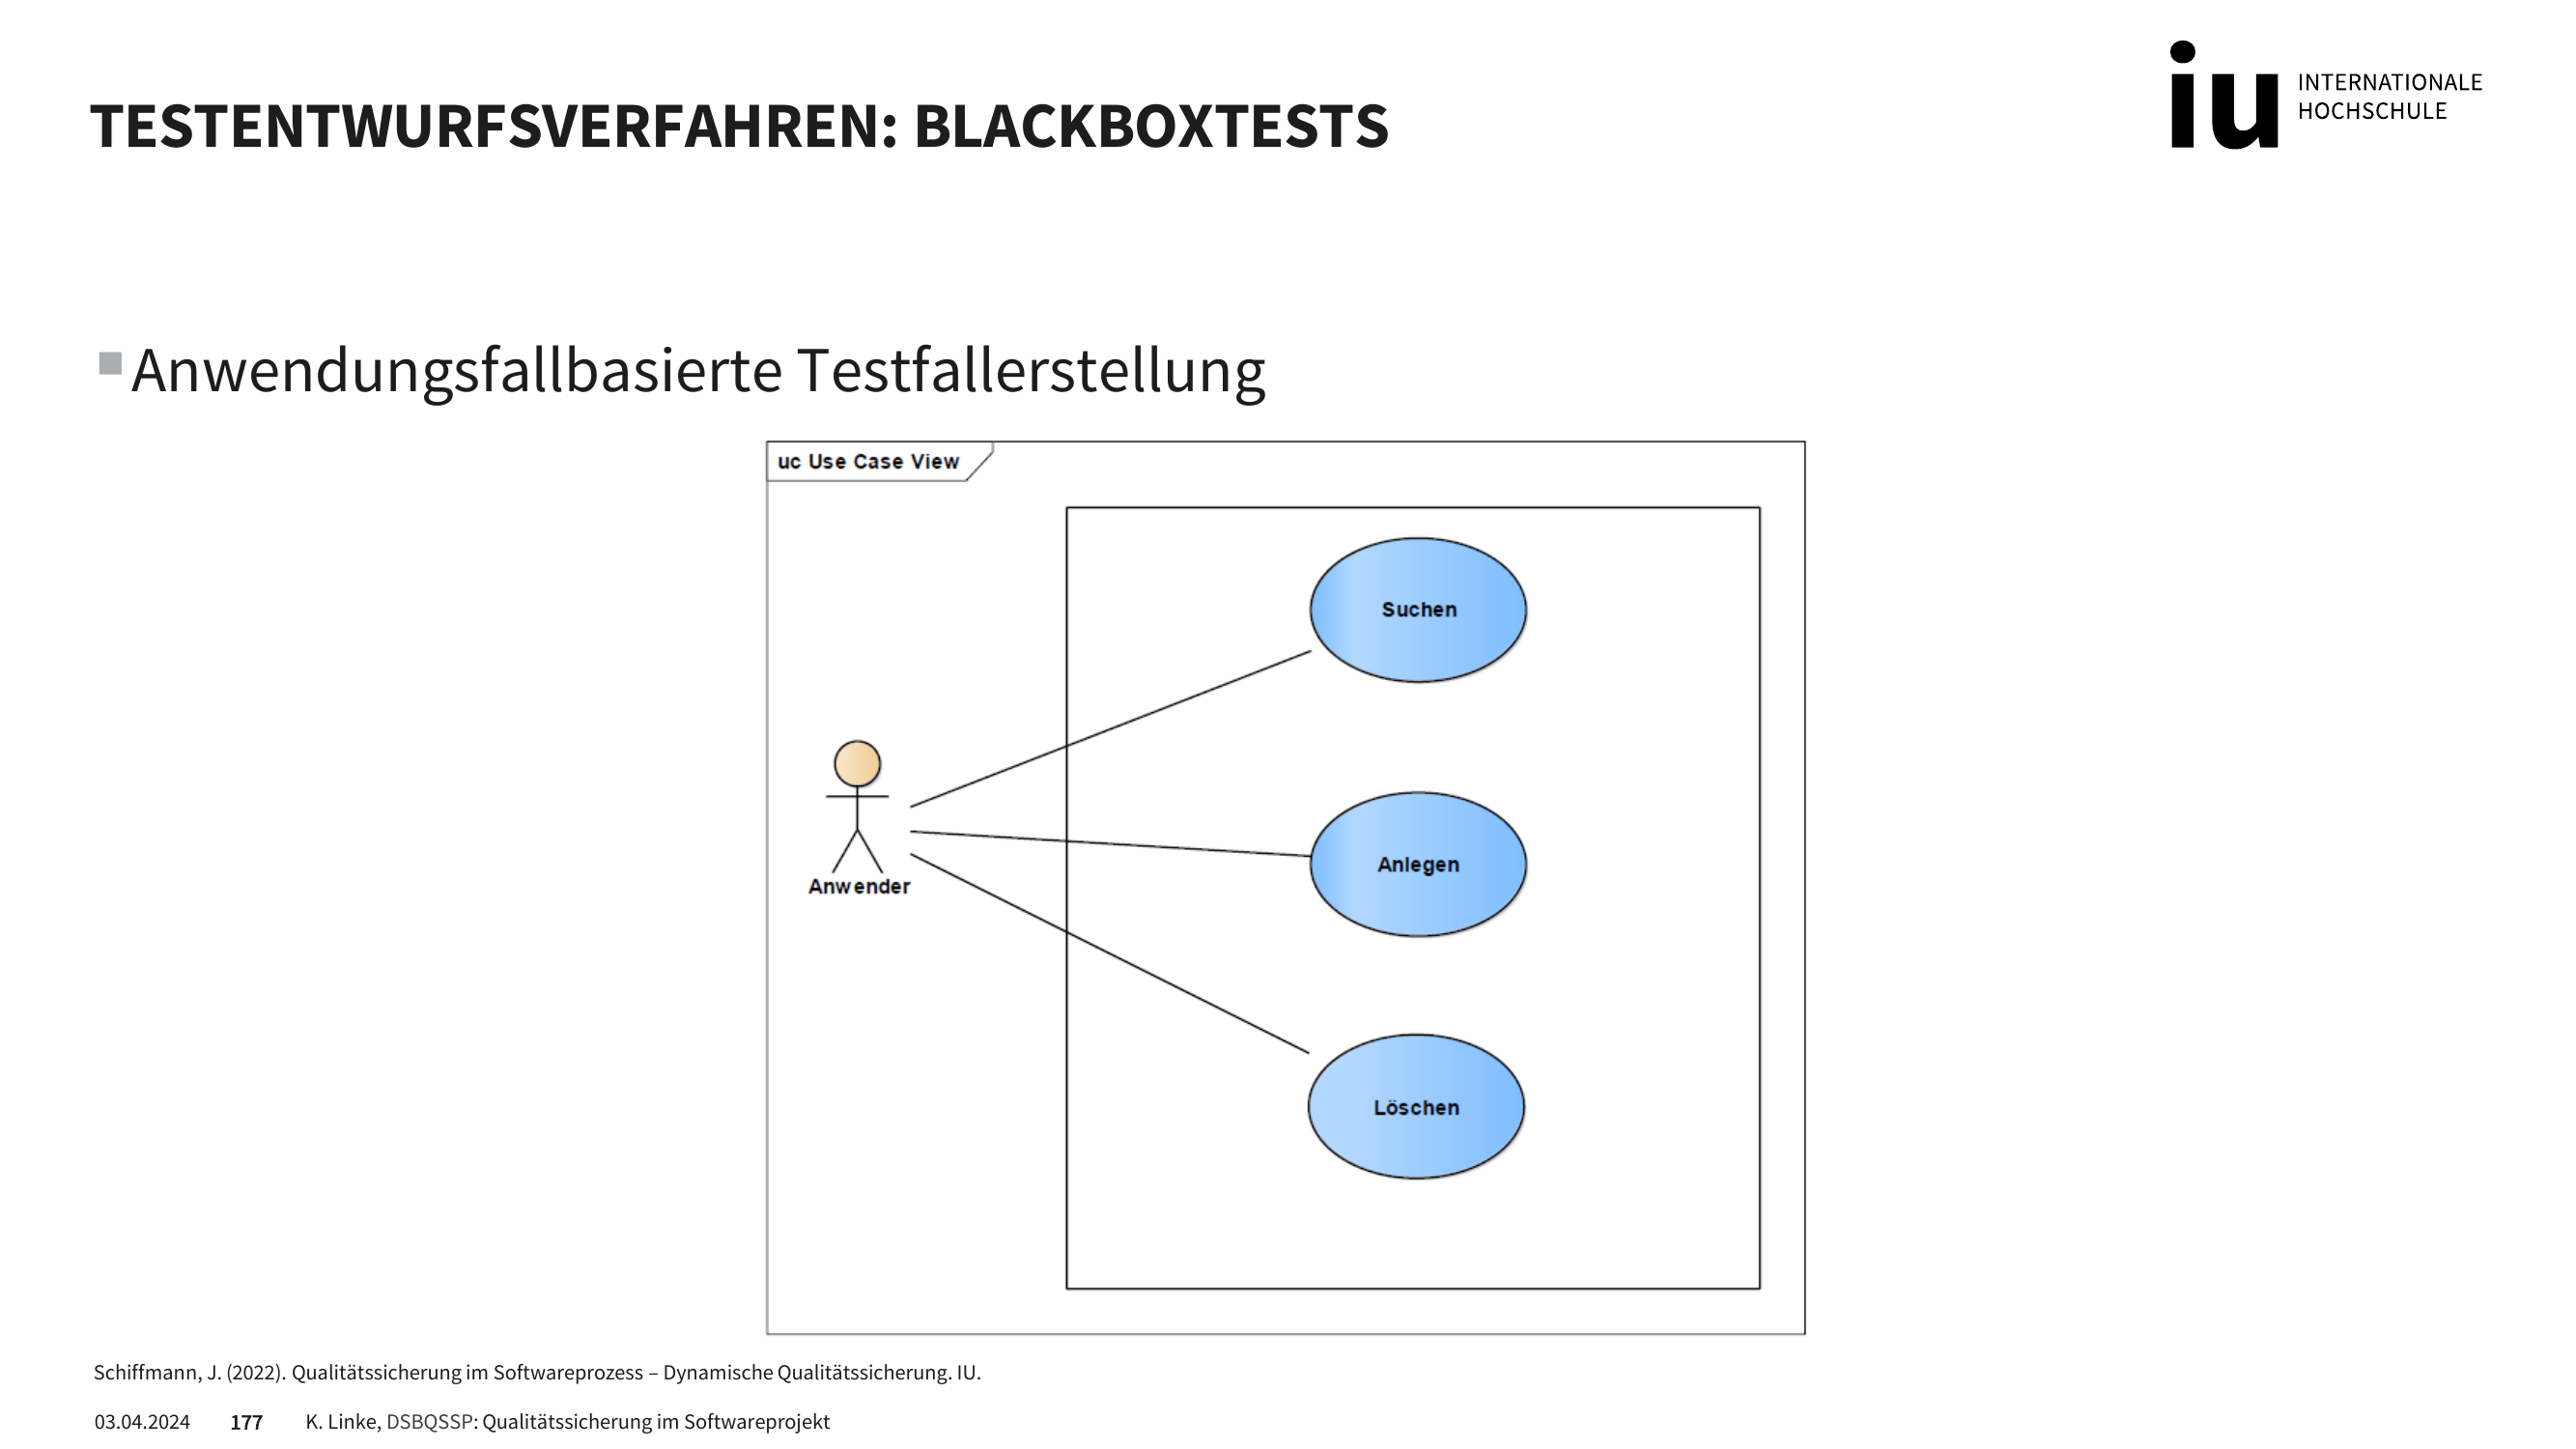 TESTENTWURFSVERFAHREN: BLACKBOXTESTS
iu INTERNATIONALE
HOCHSCHULE
Anwendungsfallbasierte Testfallerstellung
uc Use Case View
Suchen
Anwender
Anlegen
Löschen
Schiffmann, J. (2022). Qualitätssicherung im Softwareprozess – Dynamische Qualitätssicherung. IU.
03.04.2024 177 K. Linke, DSBQSSP: Qualitätssicherung im Softwareprojekt